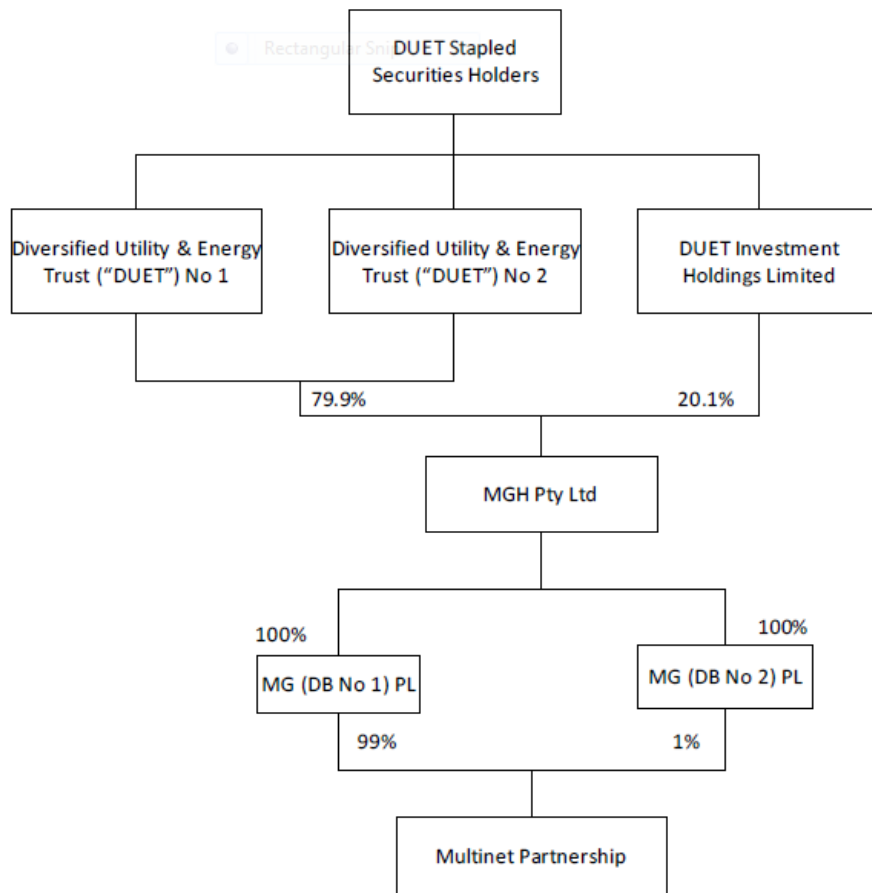 Rectangular Snip
DUET Stapled
Securities Holders
Diversified Utility & Energy
Trust (“DUET”) No 1
Diversified Utility & Energy
Trust (“DUET”) No 2
DUET Investment
Holdings Limited
79.9%
20.1%
MGH Pty Ltd
100%
100%
MG (DB No 1) PL
MG (DB No 2) PL
99%
1%
Multinet Partnership